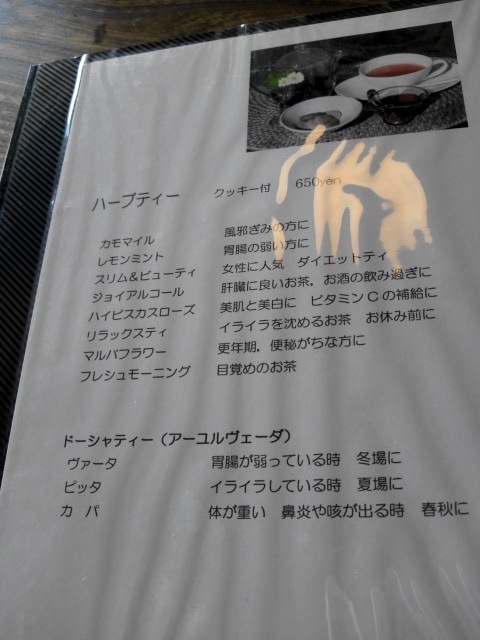 ハーブティー クッキー付 650yen
カモマイル 風邪ぎみの方に
レモンミント 胃腸の弱い方に
スリム&ビューティ 女性に人気 ダイエットティ
ジョイアルコール 肝臓に良いお茶，お酒の飲み過ぎに
ハイビスカスローズ 美肌と美白に ビタミンCの補給に
リラックスティ イライラを沈めるお茶 お休み前に
マルバフラワー 更年期，便秘がちな方に
フレシュモーニング 目覚めのお茶
ドーシャティー（アーユルヴェーダ）
ヴァータ 胃腸が弱っている時 冬場に
ピッタ イライラしている時 夏場に
カパ 体が重い 鼻炎や咳が出る時 春秋に